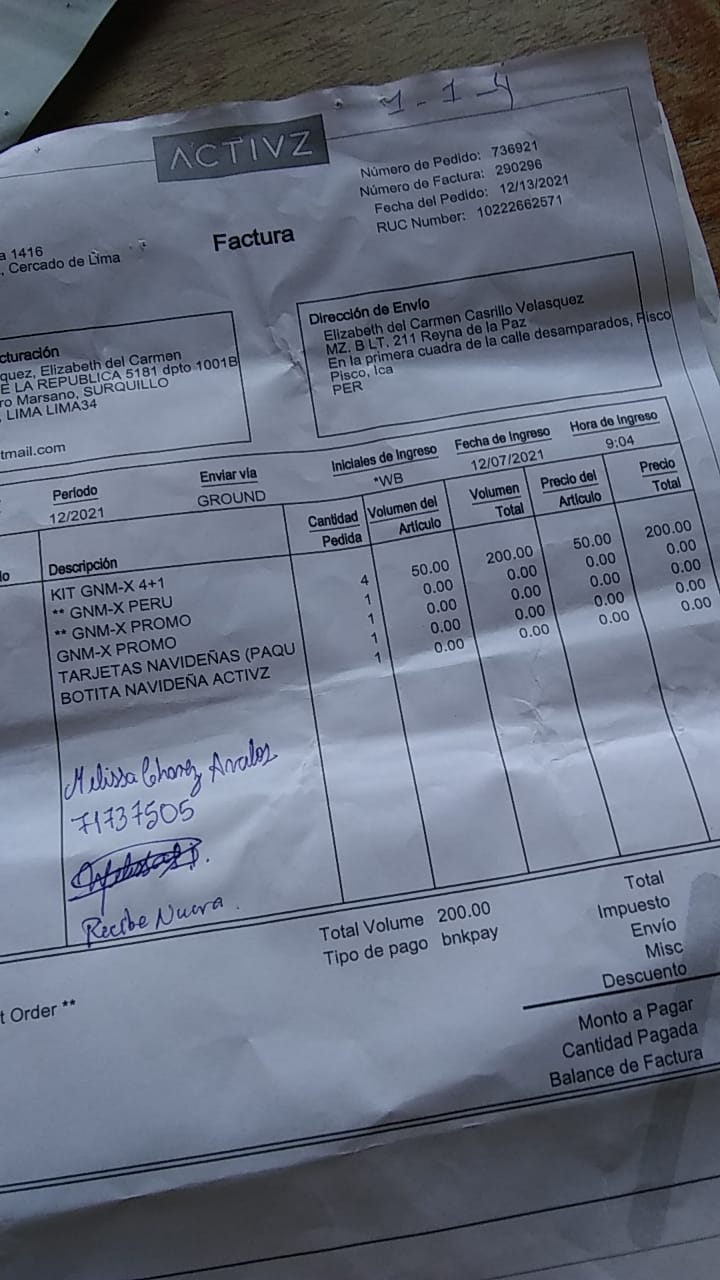 1-1-4
ACTIVZ
Número de Pedido: 736921
Número de Factura: 290296
Fecha del Pedido: 12/13/2021
RUC Number: 10222662571
a 1416
, Cercado de Lima
Factura
cturación
quez, Elizabeth del Carmen
E LA REPUBLICA 5181 dpto 1001B
ro Marsano, SURQUILLO
, LIMA LIMA34
Dirección de Envío
Elizabeth del Carmen Casrillo Velasquez
MZ. B LT. 211 Reyna de la Paz
En la primera cuadra de la calle desamparados, Pisco
Pisco, Ica
PER
tmail.com
Periodo Enviar via Iniciales de Ingreso Fecha de Ingreso Hora de Ingreso
12/2021 GROUND *WB 12/07/2021 9:04
lo Descripción Cantidad Pedida Volumen del Artículo Volumen Total Precio del Artículo Precio Total
KIT GNM-X 4+1 4 50.00 200.00 50.00 200.00
** GNM-X PERU 1 0.00 0.00 0.00 0.00
** GNM-X PROMO 1 0.00 0.00 0.00 0.00
GNM-X PROMO 1 0.00 0.00 0.00 0.00
TARJETAS NAVIDEÑAS (PAQU 1 0.00 0.00 0.00 0.00
BOTITA NAVIDEÑA ACTIVZ
Melissa Chavez Avalos
71737505
Recibe Nuera.
Total Volume 200.00
Tipo de pago bnkpay
Total
Impuesto
Envío
Misc
Descuento
t Order **
Monto a Pagar
Cantidad Pagada
Balance de Factura